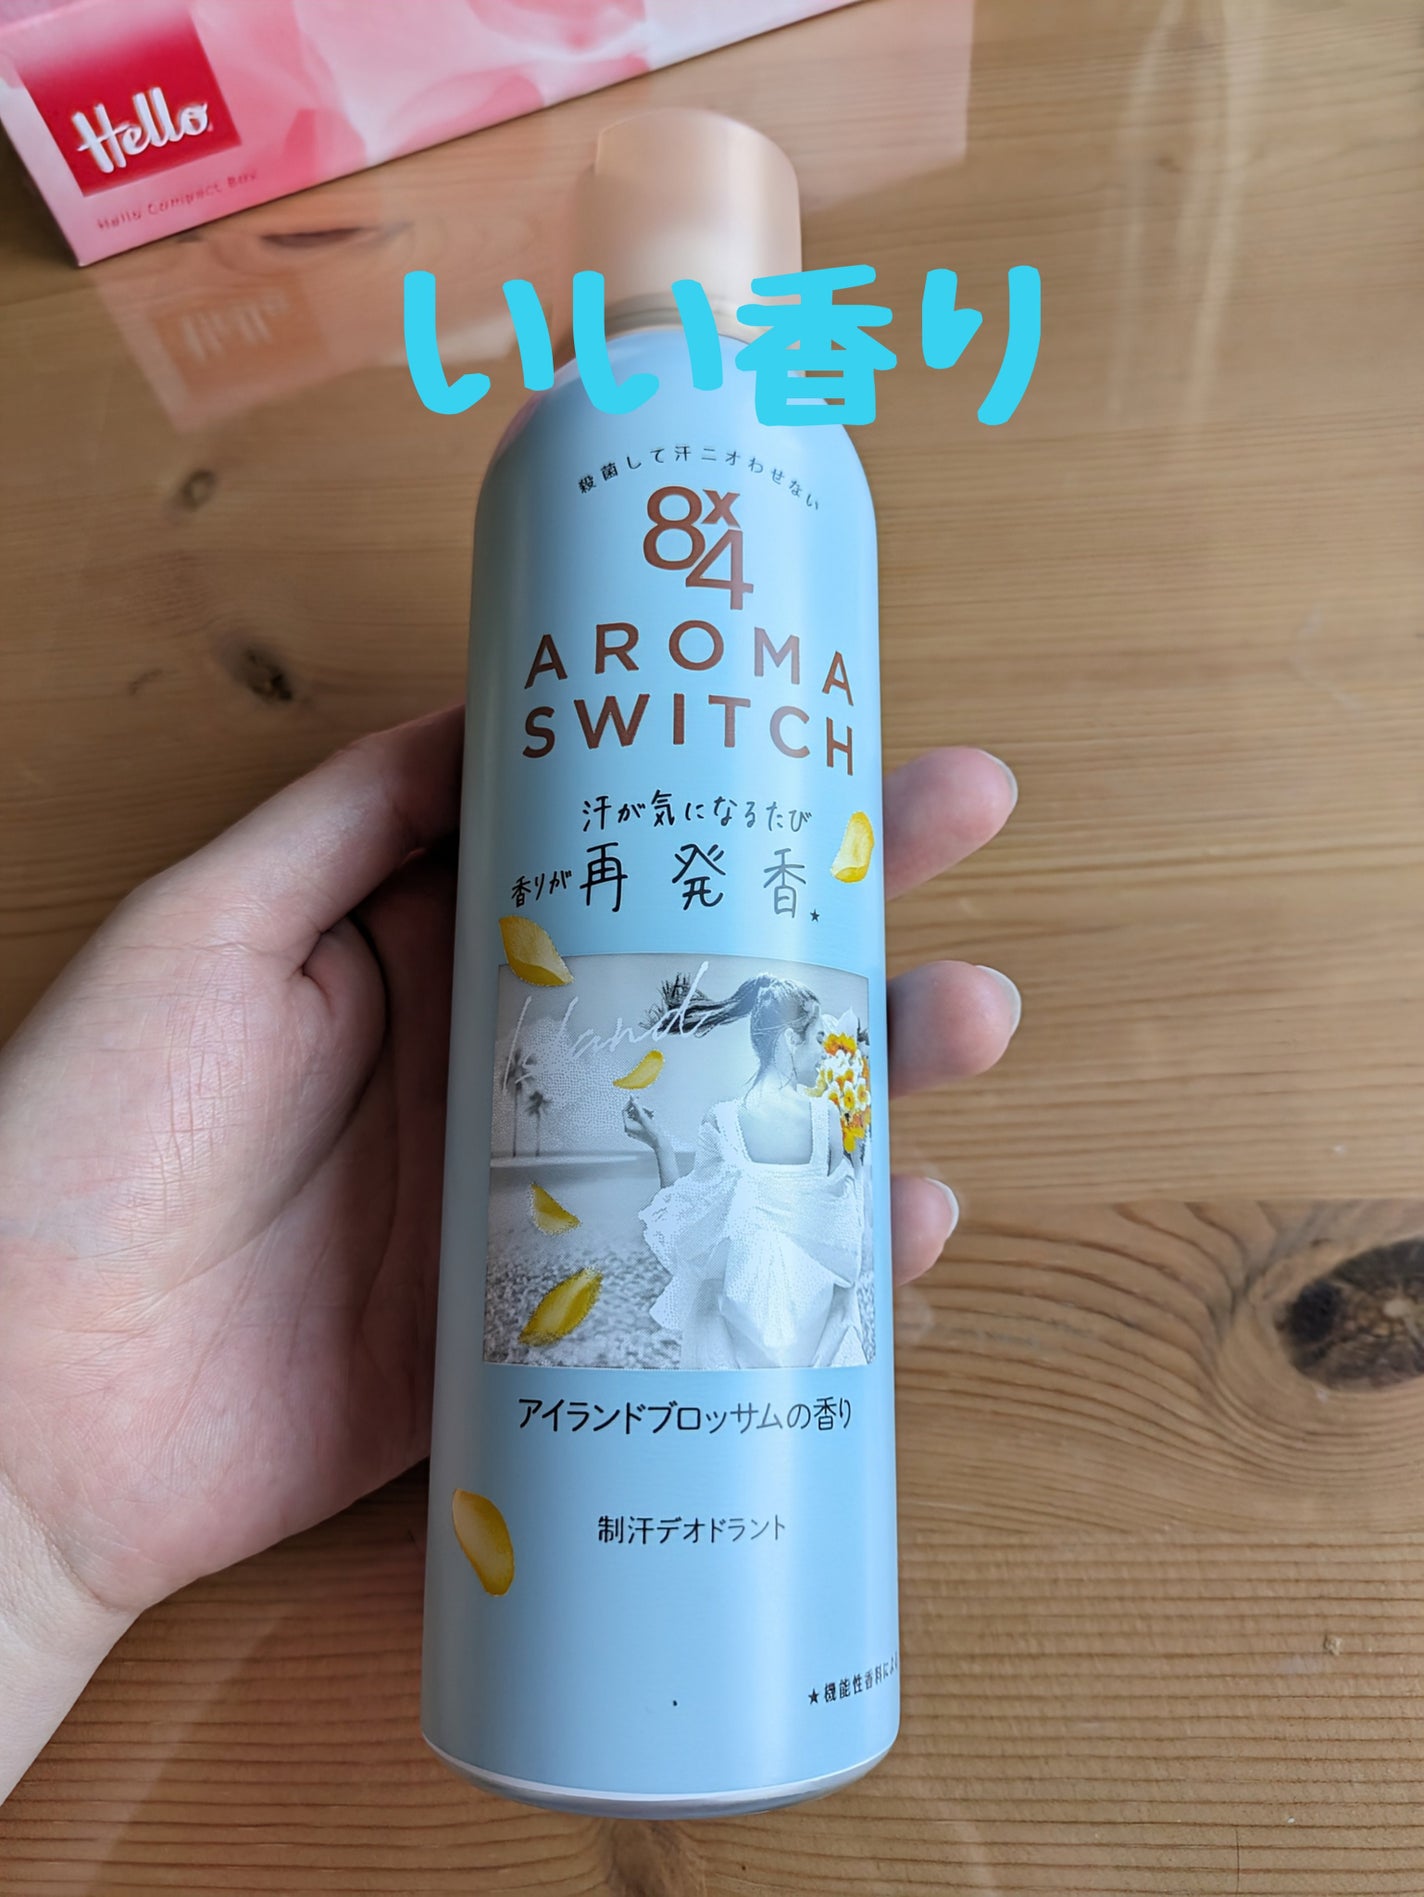 Hello
Hello Compact Box
いい香り
殺菌して汗ニオわせない
8x4
AROMA
SWITCH
汗が気になるたび
香りが再発香★
Island
アイランドブロッサムの香り
制汗デオドラント
★機能性香料によ